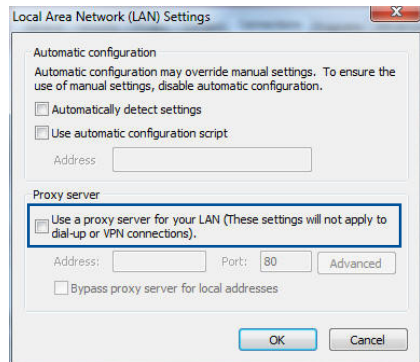 Local Area Network (LAN) Settings
Automatic configuration
Automatic configuration may override manual settings. To ensure the
use of manual settings, disable automatic configuration.
Automatically detect settings
Use automatic configuration script
Address
Proxy server
Use a proxy server for your LAN (These settings will not apply to
dial-up or VPN connections).
Address: Port: 80 Advanced
Bypass proxy server for local addresses
OK Cancel